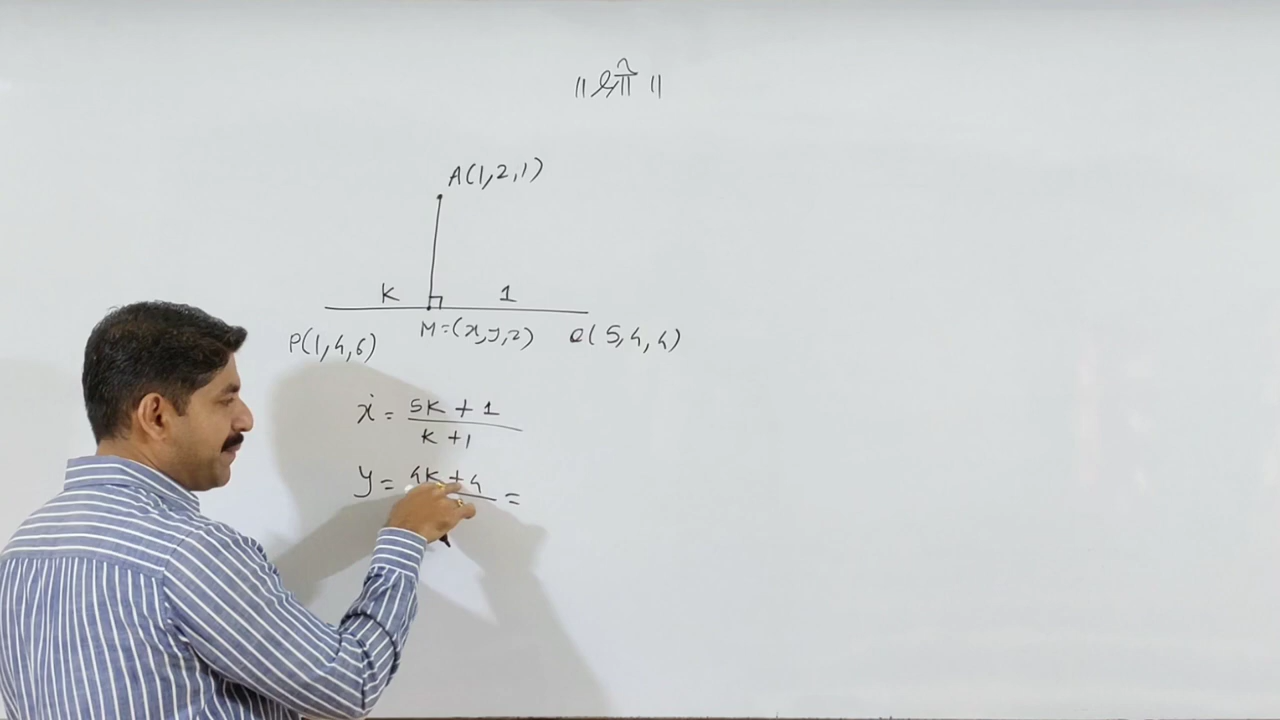 ॥ श्री ॥
A(1,2,1)
K 1
P(1,4,6) M=(x,y,z) Q(5,4,4)
x = 5K + 1
K + 1
y = 4K + 4 =